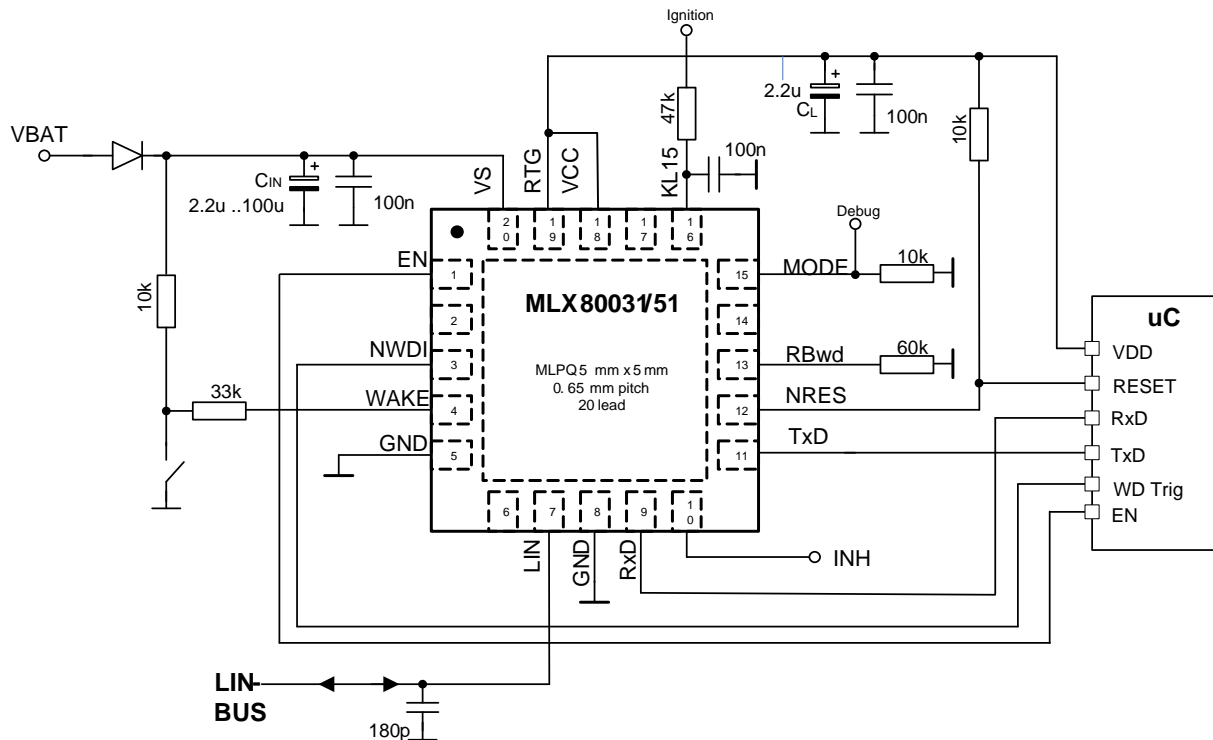 Ignition
2.2u
+
CL
100n
10k
47k
VBAT
CIN
+
2.2u ..100u
100n
VS
RTG
VCC
KL15
100n
Debug
20
19
18
17
16
EN
1
2
NWDI
3
WAKE
4
GND
5
10k
33k
MLX80031/51
MLPQ5 mm x 5 mm
0. 65 mm pitch
20 lead
15
MODE
10k
14
13
RBwd
60k
12
NRES
11
TxD
6
7
8
9
10
LIN
GND
RxD
INH
uC
VDD
RESET
RxD
TxD
WD Trig
EN
LIN-
BUS
180p